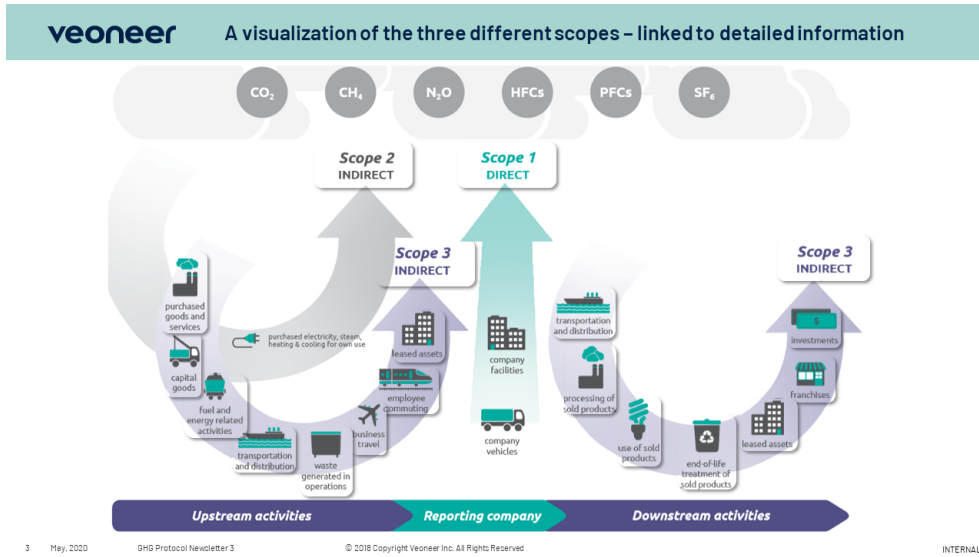 veoneer
A visualization of the three different scopes – linked to detailed information
CO₂
CH₄
N₂O
HFCs
PFCs
SF₆
Scope 2
INDIRECT
Scope 1
DIRECT
Scope 3
INDIRECT
Scope 3
INDIRECT
purchased
goods and
services
capital
goods
fuel and
energy related
activities
transportation
and distribution
waste
generated in
operations
business
travel
employee
commuting
leased assets
purchased electricity, steam,
heating & cooling for own use
company
facilities
company
vehicles
transportation
and distribution
processing of
sold products
use of sold
products
end-of-life
treatment of
sold products
leased assets
franchises
$
investments
Upstream activities
Reporting company
Downstream activities
3
May, 2020
GHG Protocol Newsletter 3
© 2018 Copyright Veoneer Inc. All Rights Reserved
INTERNAL